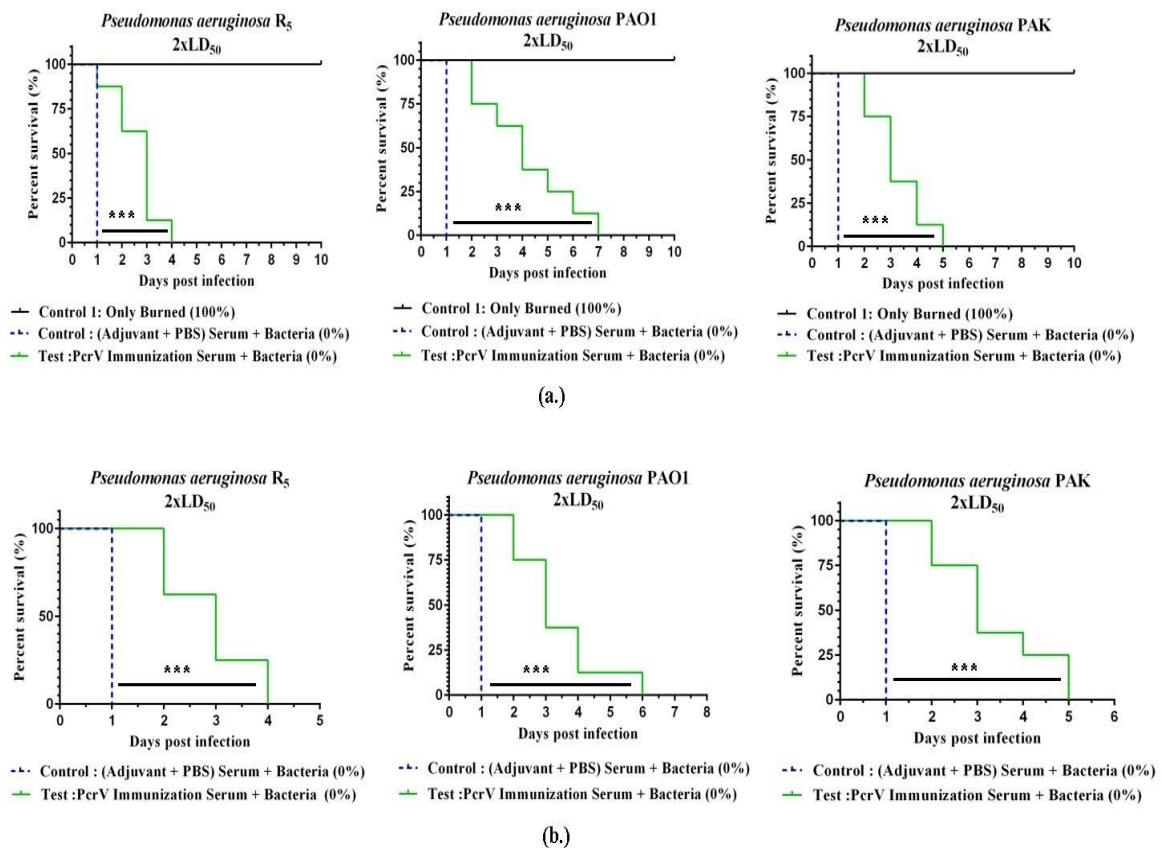 Pseudomonas aeruginosa R5
2xLD50
Percent survival (%)
100
75
50
25
0
0 1 2 3 4 5 6 7 8 9 10
Days post infection
***
Control 1: Only Burned (100%)
Control : (Adjuvant + PBS) Serum + Bacteria (0%)
Test :PcrV Immunization Serum + Bacteria (0%)
Pseudomonas aeruginosa PAO1
2xLD50
Percent survival (%)
100
75
50
25
0
0 1 2 3 4 5 6 7 8 9 10
Days post infection
***
Control 1: Only Burned (100%)
Control : (Adjuvant + PBS) Serum + Bacteria (0%)
Test :PcrV Immunization Serum + Bacteria (0%)
Pseudomonas aeruginosa PAK
2xLD50
Percent survival (%)
100
75
50
25
0
0 1 2 3 4 5 6 7 8 9 10
Days post infection
***
Control 1: Only Burned (100%)
Control : (Adjuvant + PBS) Serum + Bacteria (0%)
Test :PcrV Immunization Serum + Bacteria (0%)
(a.)
Pseudomonas aeruginosa R5
2xLD50
Percent survival (%)
100
50
0
0 1 2 3 4 5
Days post infection
***
Control : (Adjuvant + PBS) Serum + Bacteria (0%)
Test :PcrV Immunization Serum + Bacteria (0%)
Pseudomonas aeruginosa PAO1
2xLD50
Percent survival (%)
100
75
50
25
0
0 1 2 3 4 5 6 7 8
Days post infection
***
Control : (Adjuvant + PBS) Serum + Bacteria (0%)
Test :PcrV Immunization Serum + Bacteria (0%)
Pseudomonas aeruginosa PAK
2xLD50
Percent survival (%)
100
75
50
25
0
0 1 2 3 4 5 6
Days post infection
***
Control : (Adjuvant + PBS) Serum + Bacteria (0%)
Test :PcrV Immunization Serum + Bacteria (0%)
(b.)